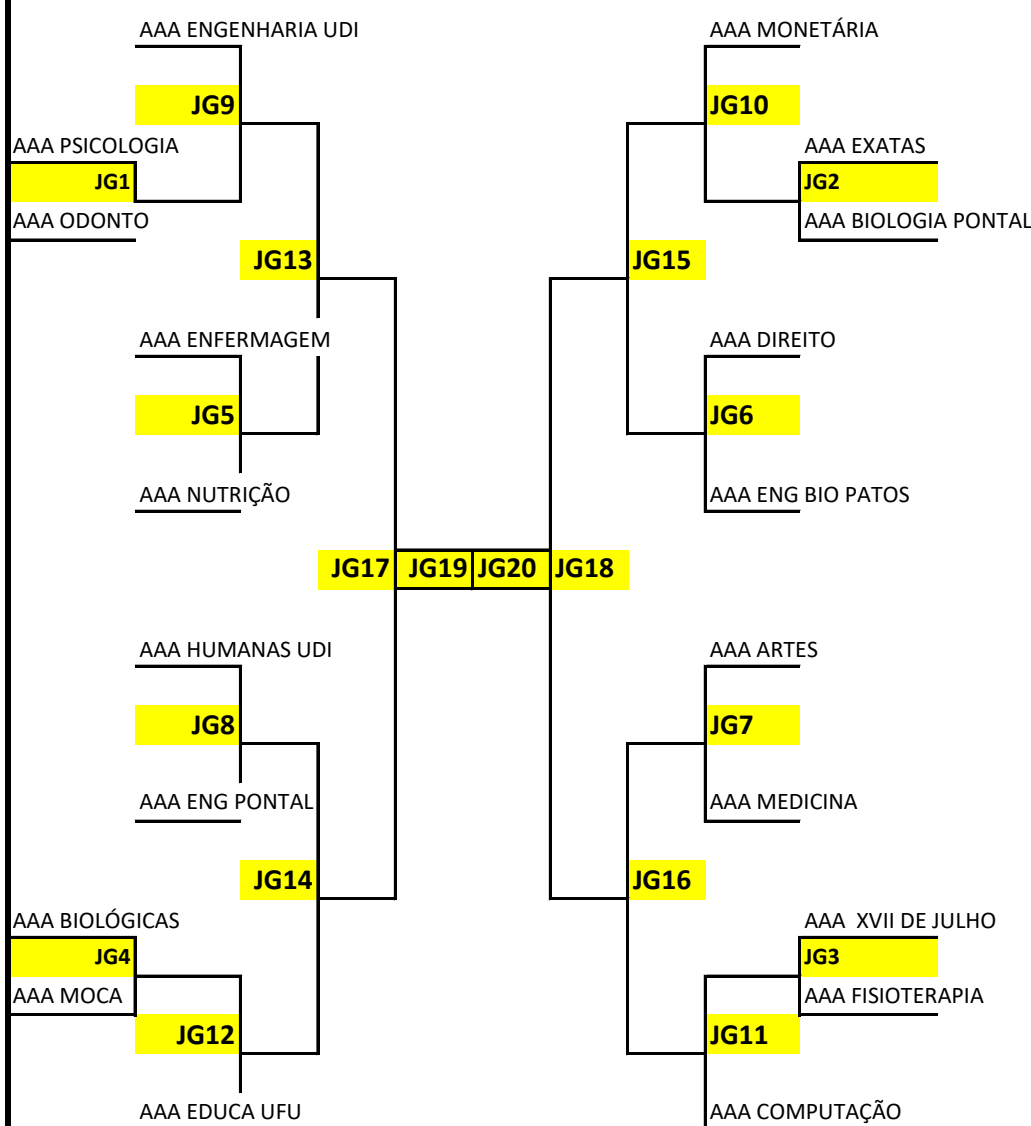 AAA ENGENHARIA UDI
AAA MONETÁRIA
JG9
JG10
AAA PSICOLOGIA
AAA EXATAS
JG1
JG2
AAA ODONTO
AAA BIOLOGIA PONTAL
JG13
JG15
AAA ENFERMAGEM
AAA DIREITO
JG5
JG6
AAA NUTRIÇÃO
AAA ENG BIO PATOS
JG17
JG19
JG20
JG18
AAA HUMANAS UDI
AAA ARTES
JG8
JG7
AAA ENG PONTAL
AAA MEDICINA
JG14
JG16
AAA BIOLÓGICAS
AAA XVII DE JULHO
JG4
JG3
AAA MOCA
AAA FISIOTERAPIA
JG12
JG11
AAA EDUCA UFU
AAA COMPUTAÇÃO